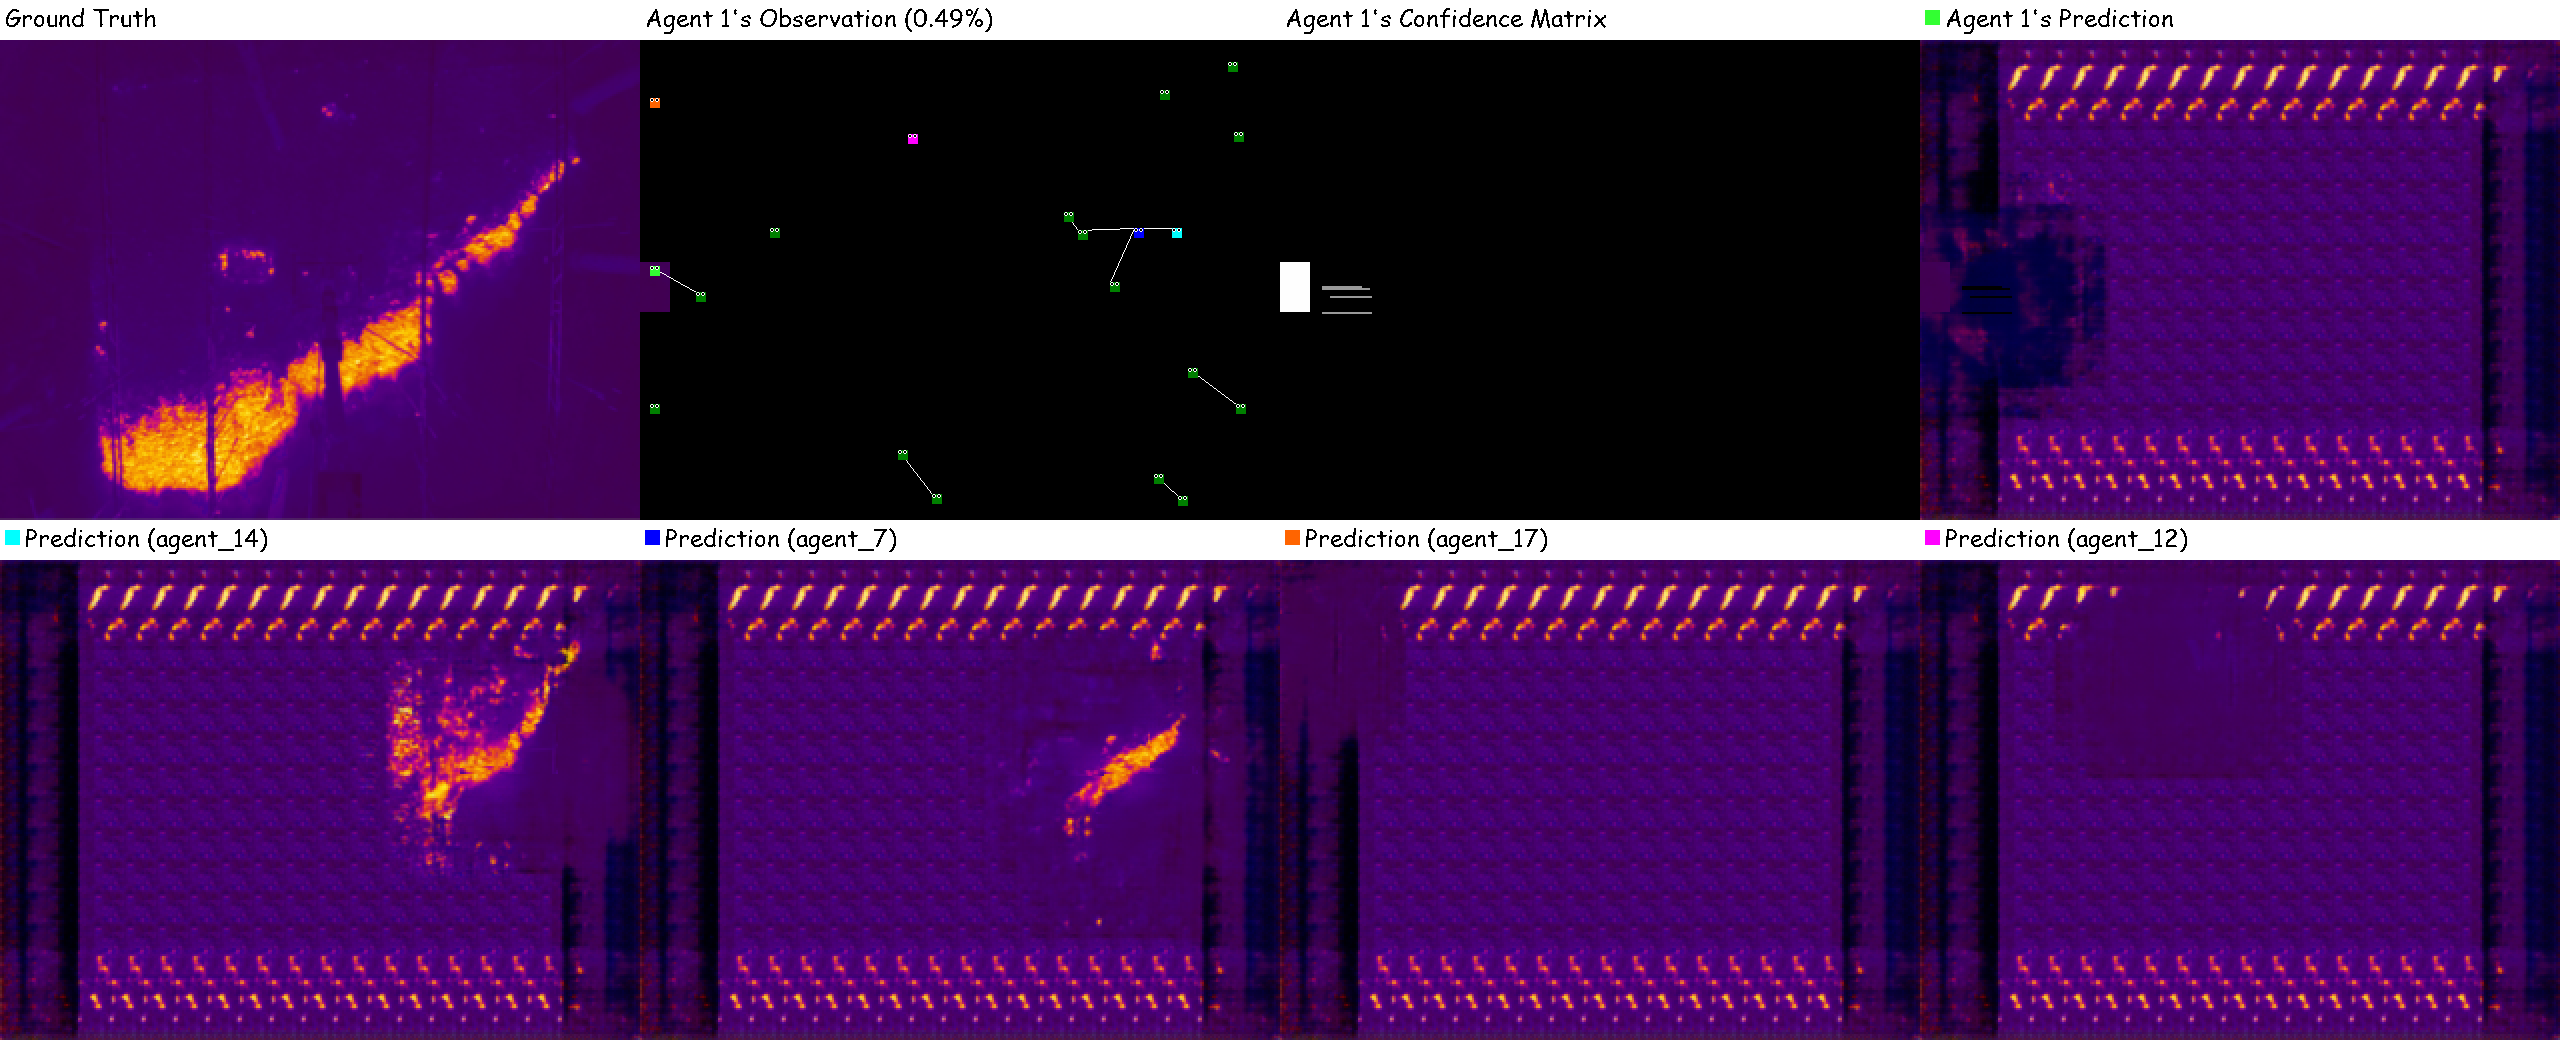 Ground Truth
Agent 1's Observation (0.49%)
Agent 1's Confidence Matrix
Agent 1's Prediction
Prediction (agent_14)
Prediction (agent_7)
Prediction (agent_17)
Prediction (agent_12)